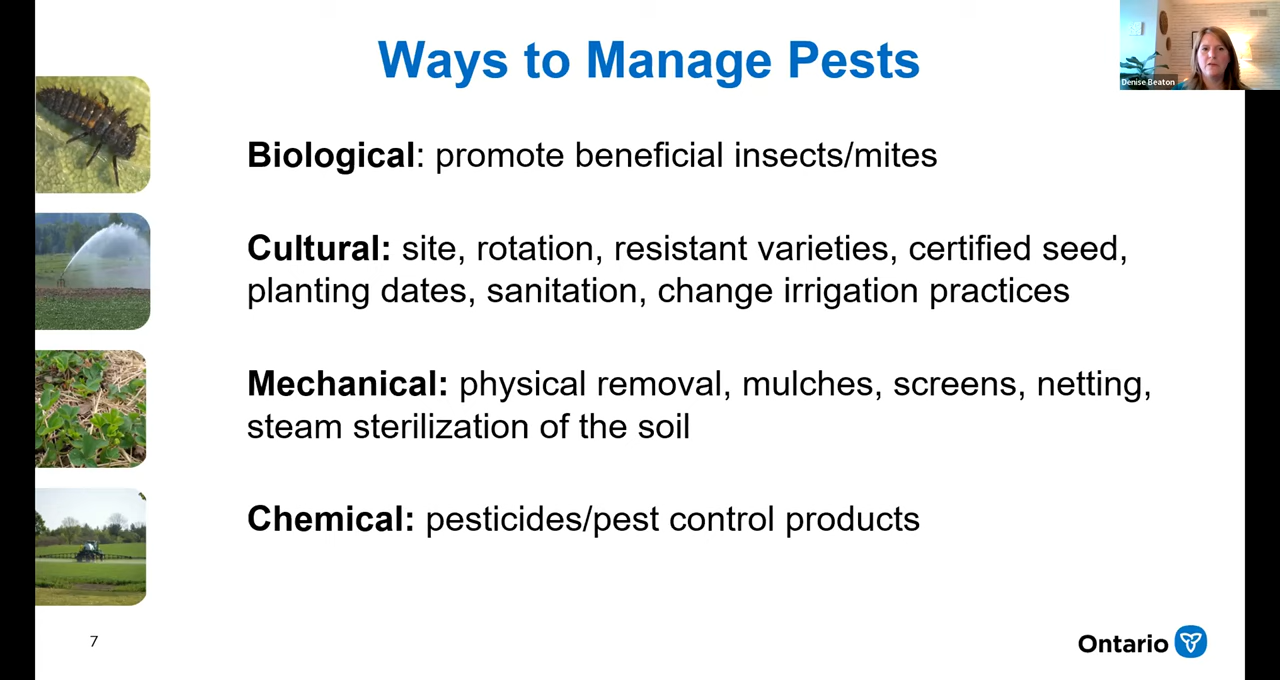 Ways to Manage Pests
Denise Beaton
Biological: promote beneficial insects/mites
Cultural: site, rotation, resistant varieties, certified seed,
planting dates, sanitation, change irrigation practices
Mechanical: physical removal, mulches, screens, netting,
steam sterilization of the soil
Chemical: pesticides/pest control products
7
Ontario